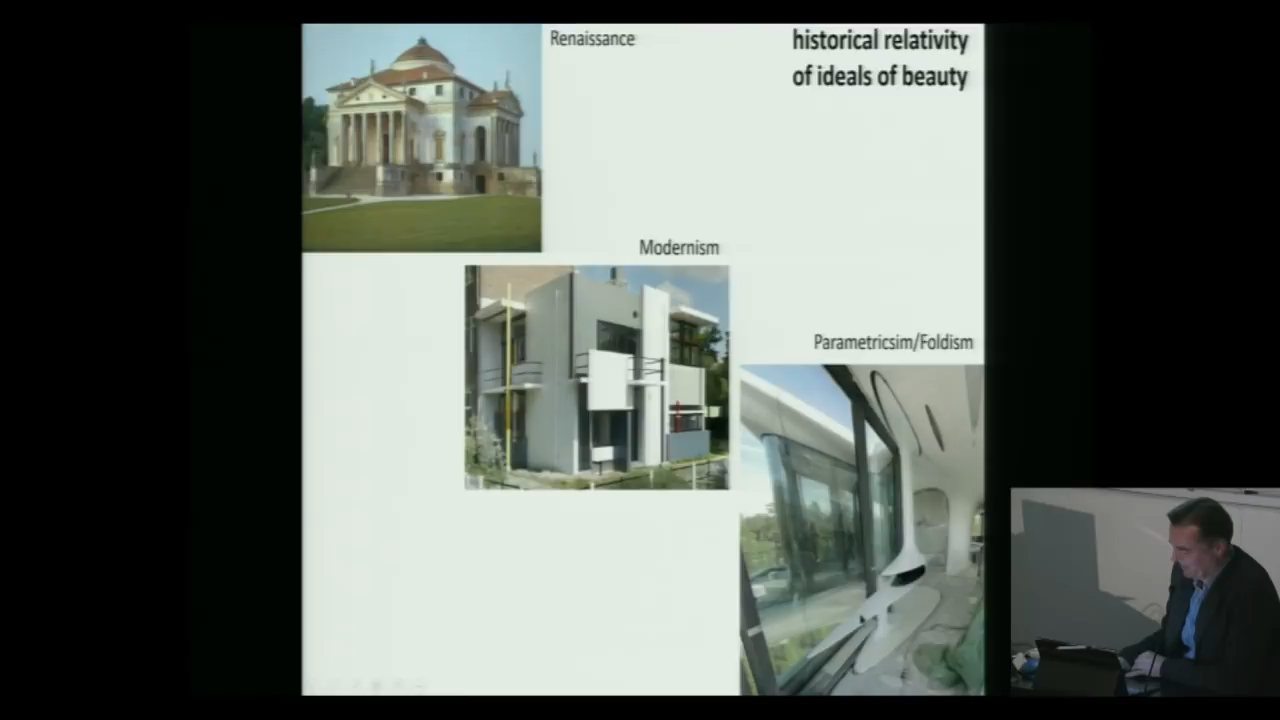 Renaissance
historical relativity
of ideals of beauty
Modernism
Parametricsim/Foldism